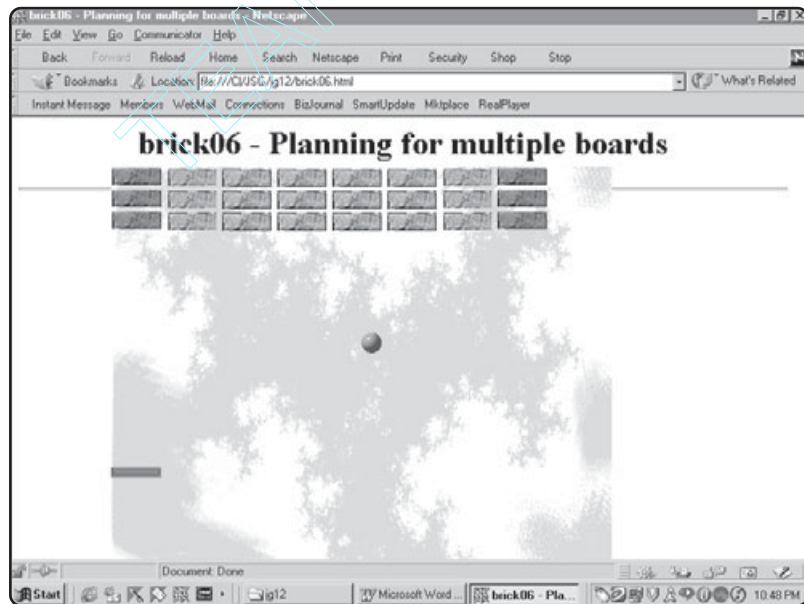 brick06 - Planning for multiple boards - Netscape
File Edit View Go Communicator Help
Back Forward Reload Home Search Netscape Print Security Shop Stop
Bookmarks Location: file:///C|/JSG/jg12/brick06.html What's Related
Instant Message Members WebMail Connections BizJournal SmartUpdate Mktplace RealPlayer
brick06 - Planning for multiple boards
Document: Done
Start jg12 Microsoft Word ... brick06 - Pla... 10:48 PM